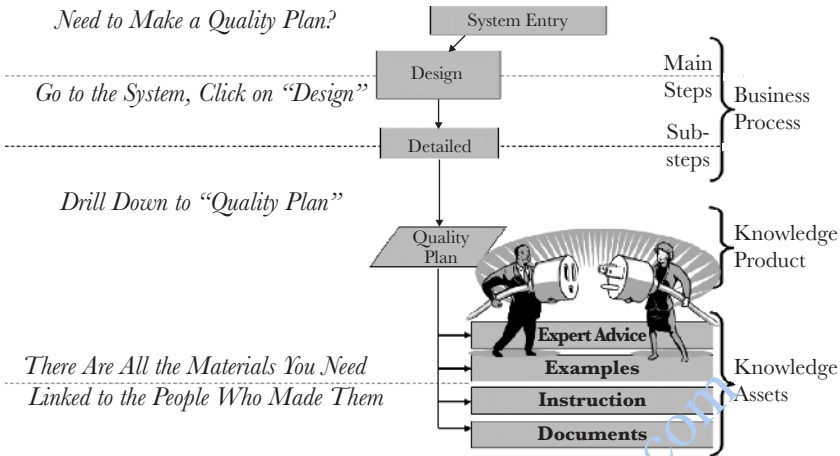 Need to Make a Quality Plan?
System Entry
Design
Main
Steps
Go to the System, Click on “Design”
Business
Process
Detailed
Sub-
steps
Drill Down to “Quality Plan”
Quality
Plan
Knowledge
Product
Expert Advice
There Are All the Materials You Need
Linked to the People Who Made Them
Examples
Instruction
Documents
Knowledge
Assets
.com